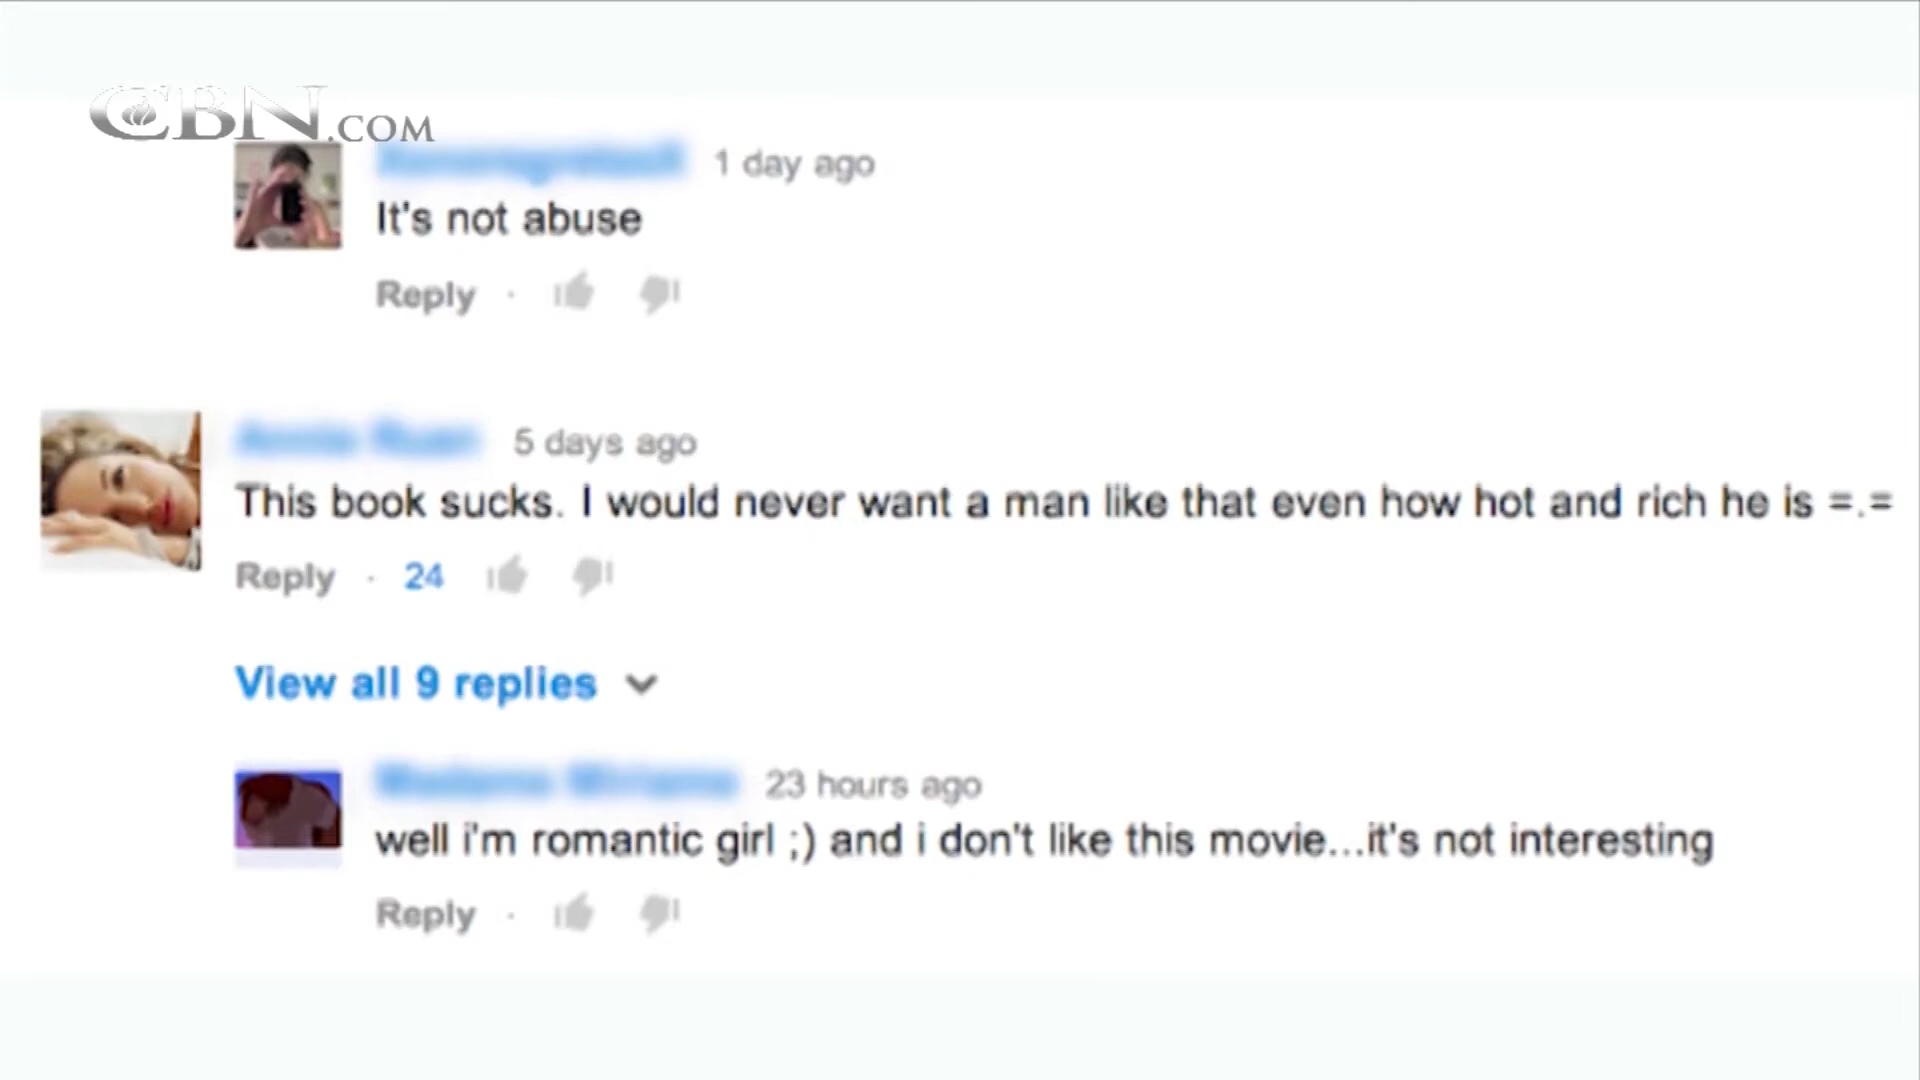 CBN.COM
1 day ago
It's not abuse
Reply ·
5 days ago
This book sucks. I would never want a man like that even how hot and rich he is =.=
Reply · 24
View all 9 replies
23 hours ago
well i'm romantic girl ;) and i don't like this movie...it's not interesting
Reply ·